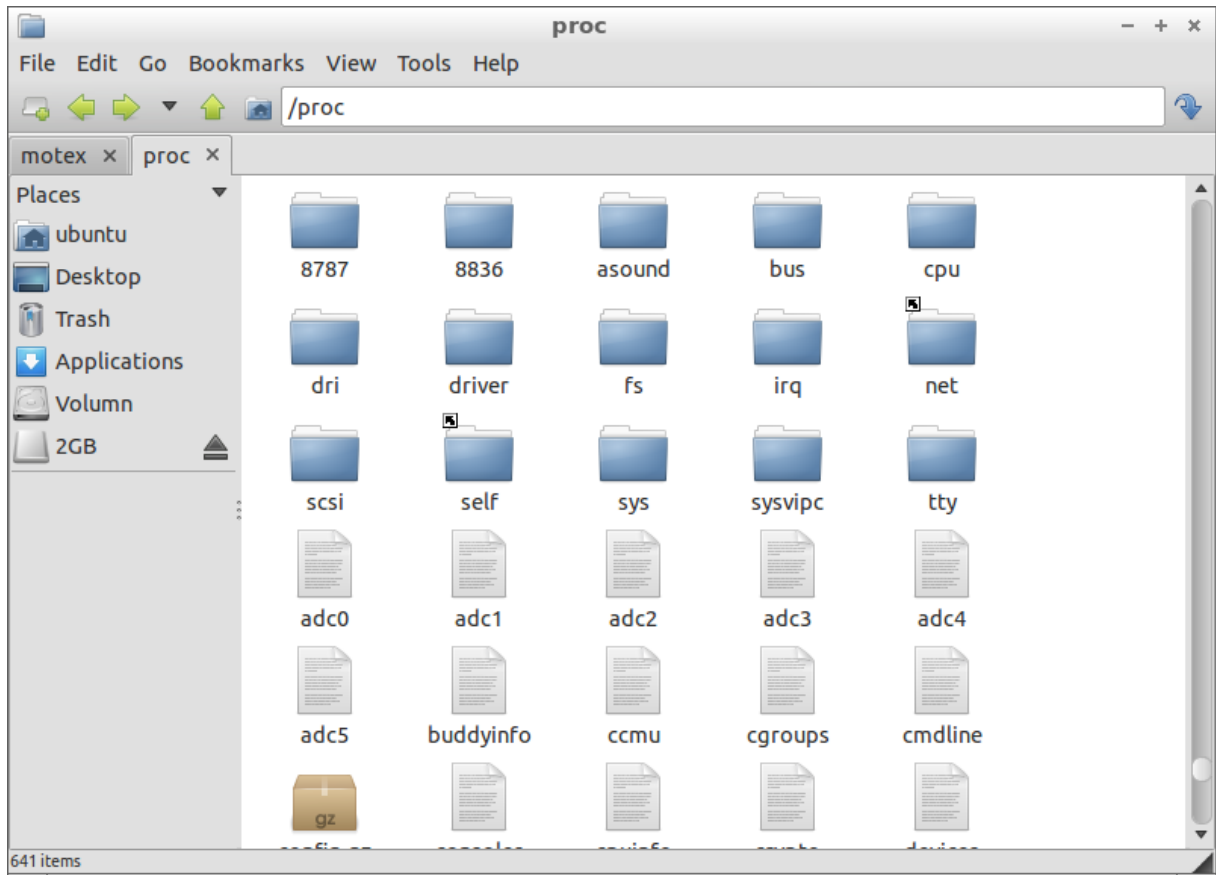 proc
File Edit Go Bookmarks View Tools Help
/proc
motex proc
Places
ubuntu
Desktop
Trash
Applications
Volumn
2GB
8787 8836 asound bus cpu
dri driver fs irq net
scsi self sys sysvipc tty
adc0 adc1 adc2 adc3 adc4
adc5 buddyinfo ccmu cgroups cmdline
gz
641 items